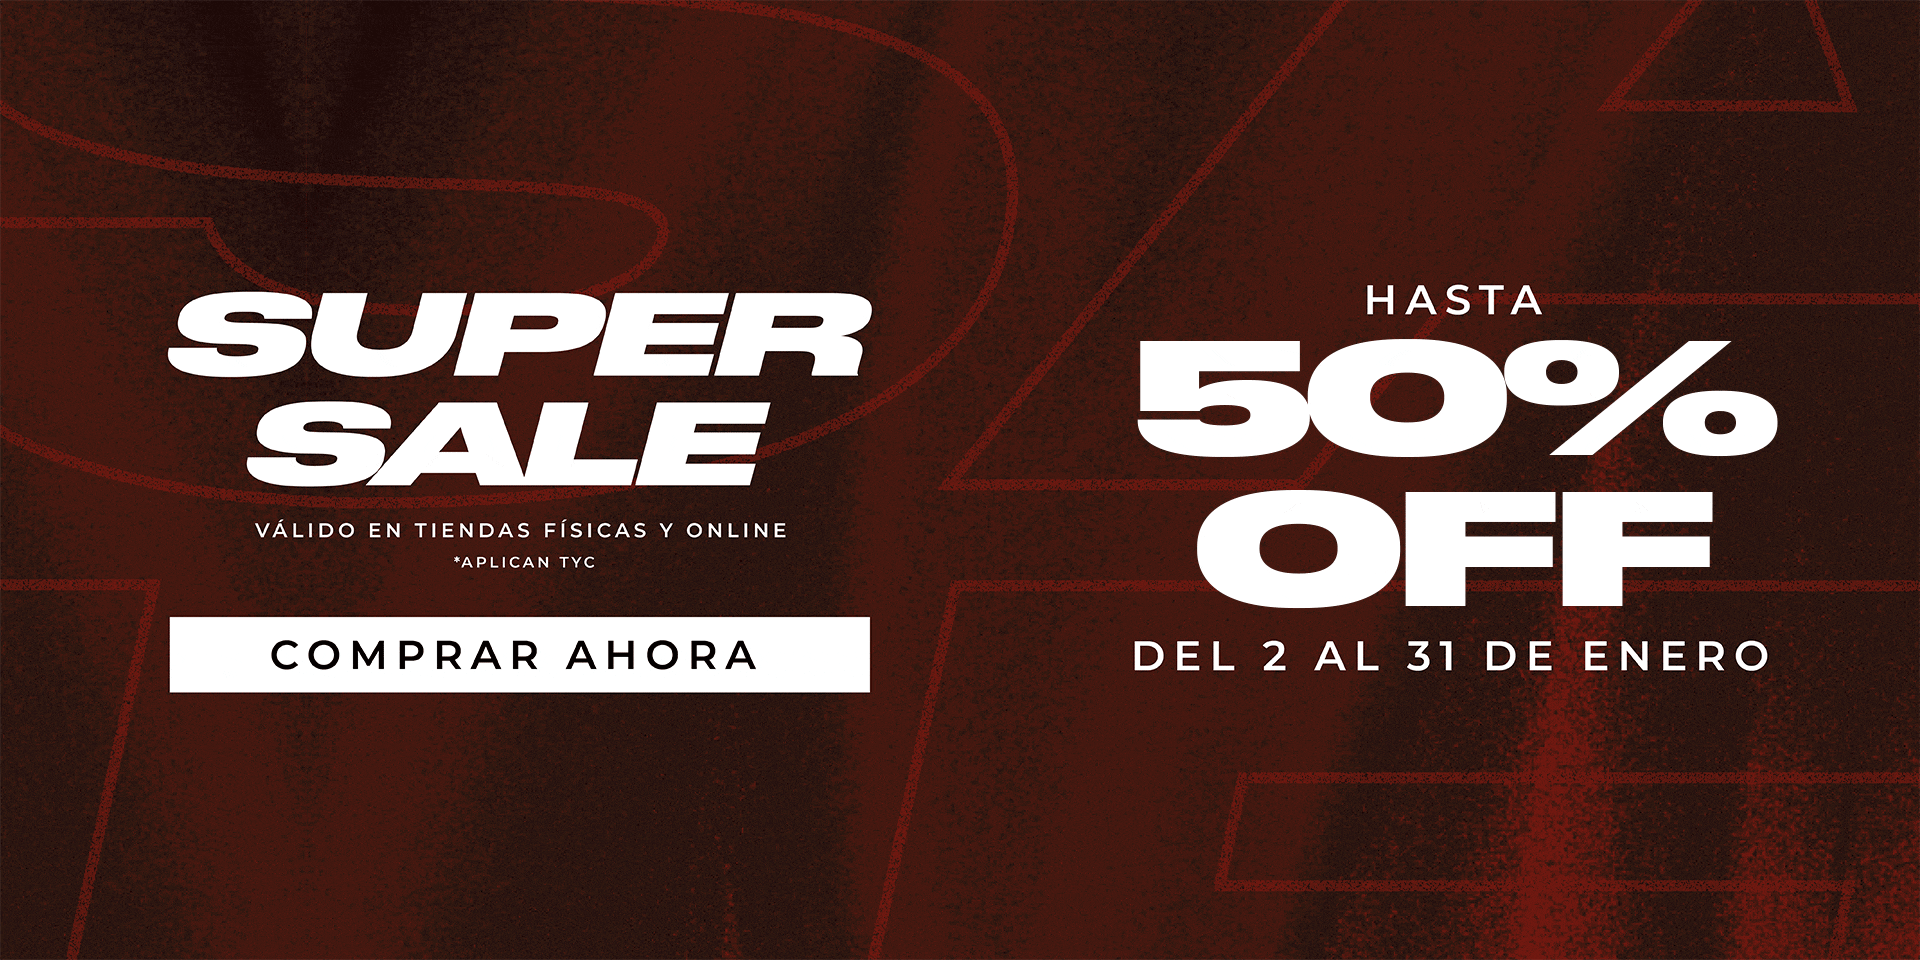 SUPER
SALE
VÁLIDO EN TIENDAS FÍSICAS Y ONLINE
*APLICAN TYC
COMPRAR AHORA
HASTA
50%
OFF
DEL 2 AL 31 DE ENERO